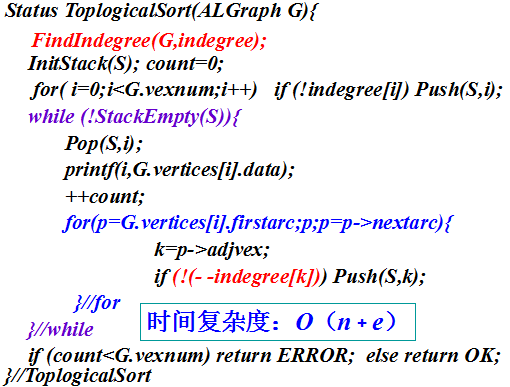 Status ToplogicalSort(ALGraph G){
FindIndegree(G,indegree);
InitStack(S); count=0;
for( i=0;i<G.vexnum;i++) if (!indegree[i]) Push(S,i);
while (!StackEmpty(S)){
Pop(S,i);
printf(i,G.vertices[i].data);
++count;
for(p=G.vertices[i].firstarc;p;p=p->nextarc){
k=p->adjvex;
if (!(- -indegree[k])) Push(S,k);
}//for
时间复杂度：O（n﹢e）
}//while
if (count<G.vexnum) return ERROR; else return OK;
}//ToplogicalSort